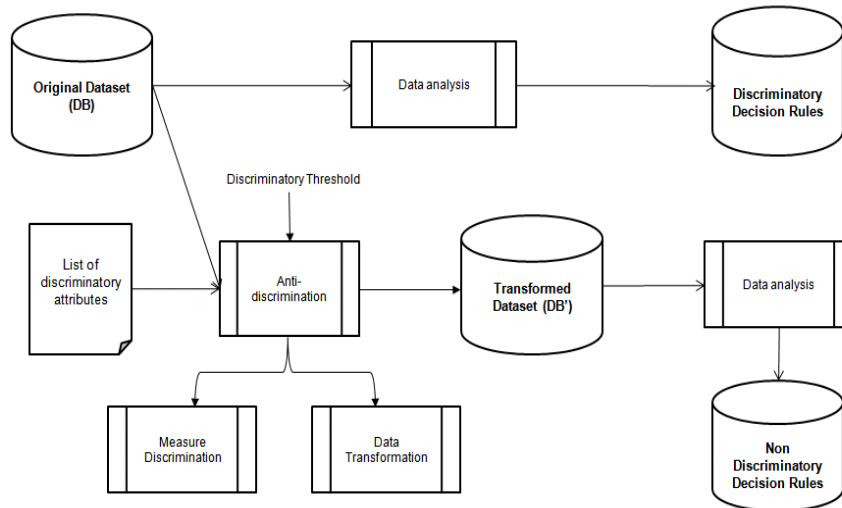 Original Dataset
(DB)
Data analysis
Discriminatory
Decision Rules
Discriminatory Threshold
List of
discriminatory
attributes
Anti-
discrimination
Transformed
Dataset (DB')
Data analysis
Measure
Discrimination
Data
Transformation
Non
Discriminatory
Decision Rules